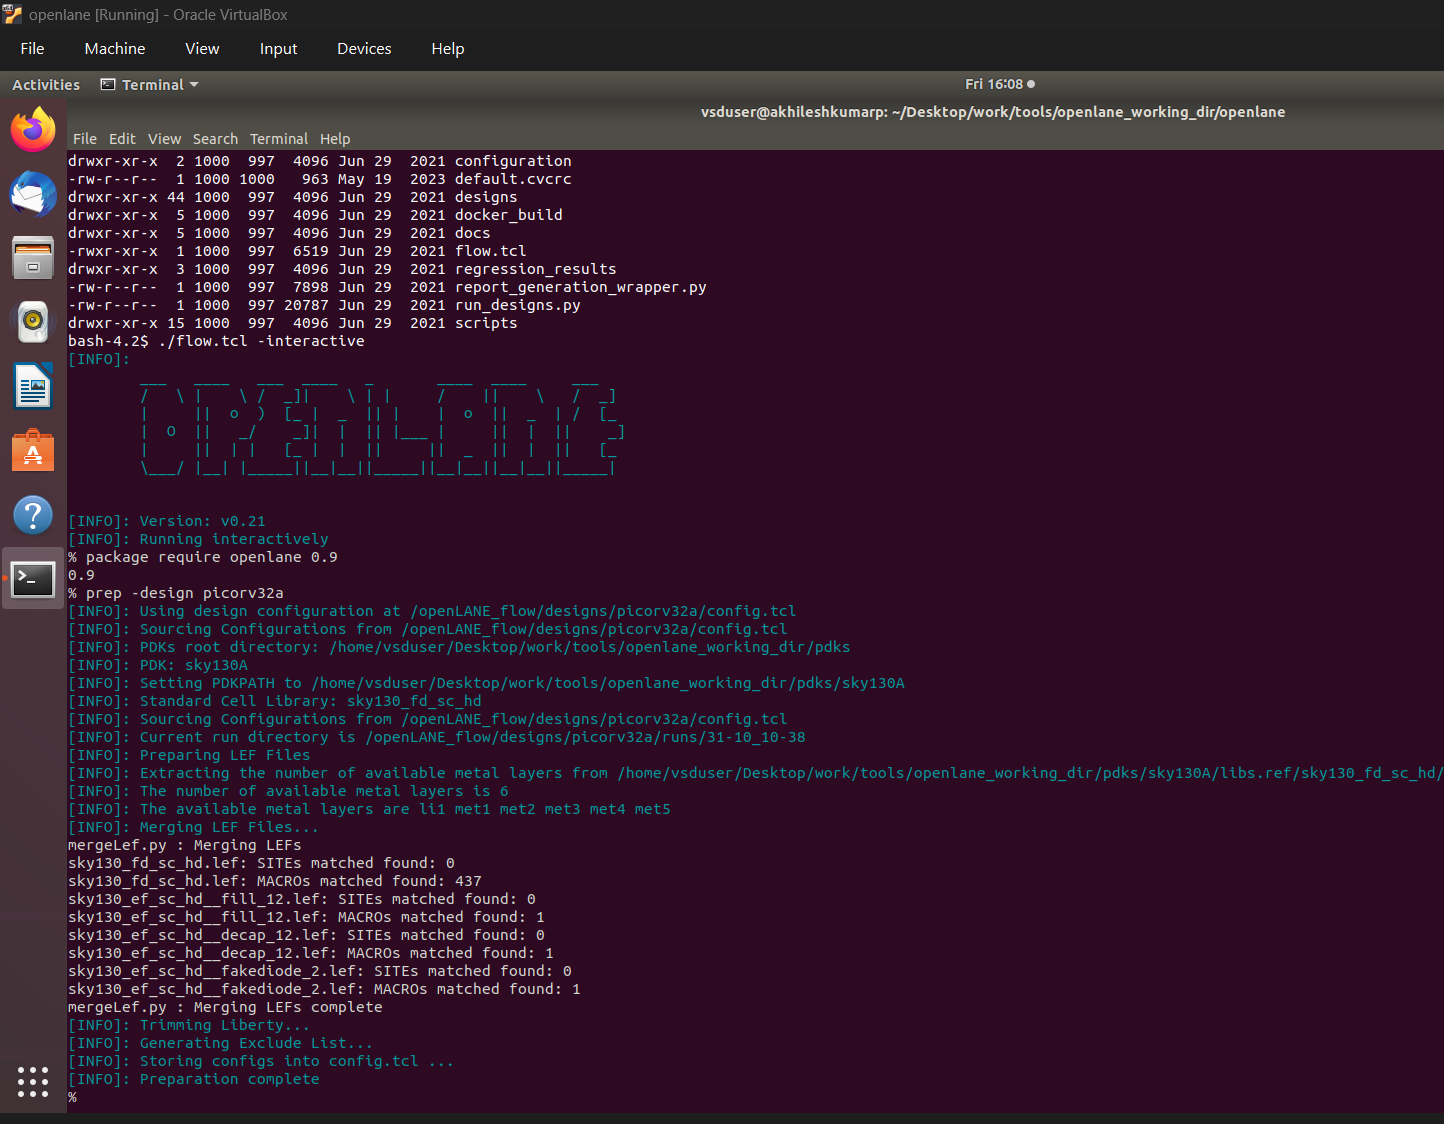 openlane [Running] - Oracle VirtualBox
File Machine View Input Devices Help
Activities Terminal Fri 16:08
vsduser@akhileshkumarp: ~/Desktop/work/tools/openlane_working_dir/openlane
File Edit View Search Terminal Help
drwxr-xr-x  2 1000  997  4096 Jun 29  2021 configuration
-rw-r--r--  1 1000 1000   963 May 19  2023 default.cvcrc
drwxr-xr-x 44 1000  997  4096 Jun 29  2021 designs
drwxr-xr-x  5 1000  997  4096 Jun 29  2021 docker_build
drwxr-xr-x  5 1000  997  4096 Jun 29  2021 docs
-rwxr-xr-x  1 1000  997  6519 Jun 29  2021 flow.tcl
drwxr-xr-x  3 1000  997  4096 Jun 29  2021 regression_results
-rw-r--r--  1 1000  997  7898 Jun 29  2021 report_generation_wrapper.py
-rw-r--r--  1 1000  997 20787 Jun 29  2021 run_designs.py
drwxr-xr-x 15 1000  997  4096 Jun 29  2021 scripts
bash-4.2$ ./flow.tcl -interactive
[INFO]:
OPENLANE
[INFO]: Version: v0.21
[INFO]: Running interactively
% package require openlane 0.9
0.9
% prep -design picorv32a
[INFO]: Using design configuration at /openLANE_flow/designs/picorv32a/config.tcl
[INFO]: Sourcing Configurations from /openLANE_flow/designs/picorv32a/config.tcl
[INFO]: PDKs root directory: /home/vsduser/Desktop/work/tools/openlane_working_dir/pdks
[INFO]: PDK: sky130A
[INFO]: Setting PDKPATH to /home/vsduser/Desktop/work/tools/openlane_working_dir/pdks/sky130A
[INFO]: Standard Cell Library: sky130_fd_sc_hd
[INFO]: Sourcing Configurations from /openLANE_flow/designs/picorv32a/config.tcl
[INFO]: Current run directory is /openLANE_flow/designs/picorv32a/runs/31-10_10-38
[INFO]: Preparing LEF Files
[INFO]: Extracting the number of available metal layers from /home/vsduser/Desktop/work/tools/openlane_working_dir/pdks/sky130A/libs.ref/sky130_fd_sc_hd/
[INFO]: The number of available metal layers is 6
[INFO]: The available metal layers are li1 met1 met2 met3 met4 met5
[INFO]: Merging LEF Files...
mergeLef.py : Merging LEFs
sky130_fd_sc_hd.lef: SITEs matched found: 0
sky130_fd_sc_hd.lef: MACROs matched found: 437
sky130_ef_sc_hd__fill_12.lef: SITEs matched found: 0
sky130_ef_sc_hd__fill_12.lef: MACROs matched found: 1
sky130_ef_sc_hd__decap_12.lef: SITEs matched found: 0
sky130_ef_sc_hd__decap_12.lef: MACROs matched found: 1
sky130_ef_sc_hd__fakediode_2.lef: SITEs matched found: 0
sky130_ef_sc_hd__fakediode_2.lef: MACROs matched found: 1
mergeLef.py : Merging LEFs complete
[INFO]: Trimming Liberty...
[INFO]: Generating Exclude List...
[INFO]: Storing configs into config.tcl ...
[INFO]: Preparation complete
%